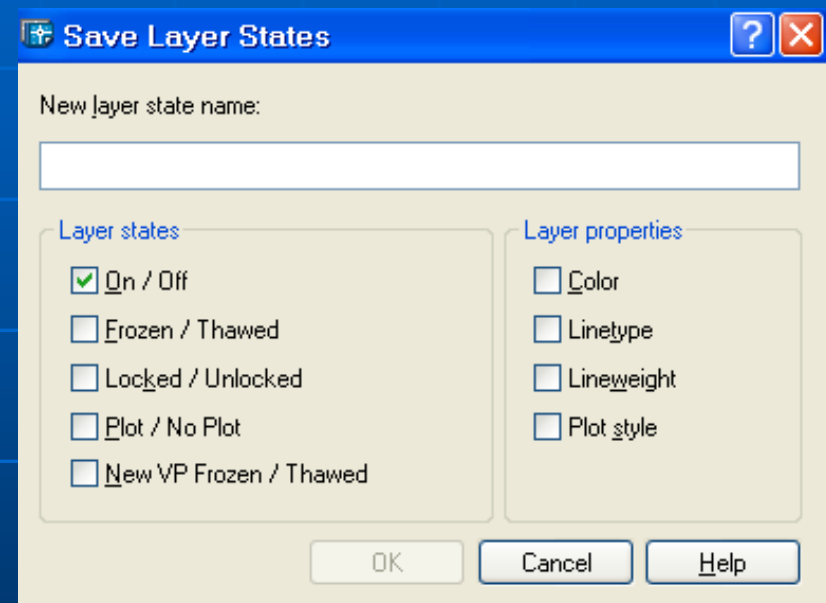 Save Layer States
New layer state name:
Layer states
On / Off
Frozen / Thawed
Locked / Unlocked
Plot / No Plot
New VP Frozen / Thawed
Layer properties
Color
Linetype
Lineweight
Plot style
OK Cancel Help